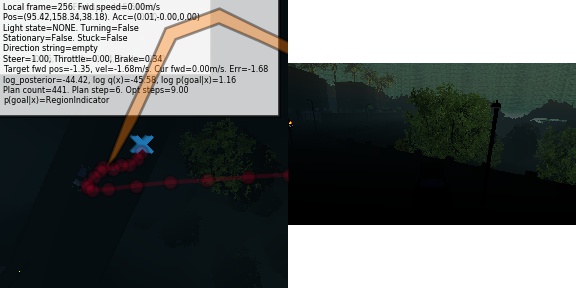 Local frame=256. Fwd speed=0.00m/s
Pos=(95.42,158.34,38.18). Acc=(0.01,-0.00,0.00)
Light state=NONE. Turning=False
Stationary=False. Stuck=False
Direction string=empty
Steer=1.00, Throttle=0.00, Brake=0.34
Target fwd pos=-1.35, vel=-1.68m/s. Cur fwd=0.00m/s. Err=-1.68
log_posterior=-44.42, log q(x)=-45.58, log p(goal|x)=1.16
Plan count=441. Plan step=6. Opt steps=9.00
p(goal|x)=RegionIndicator